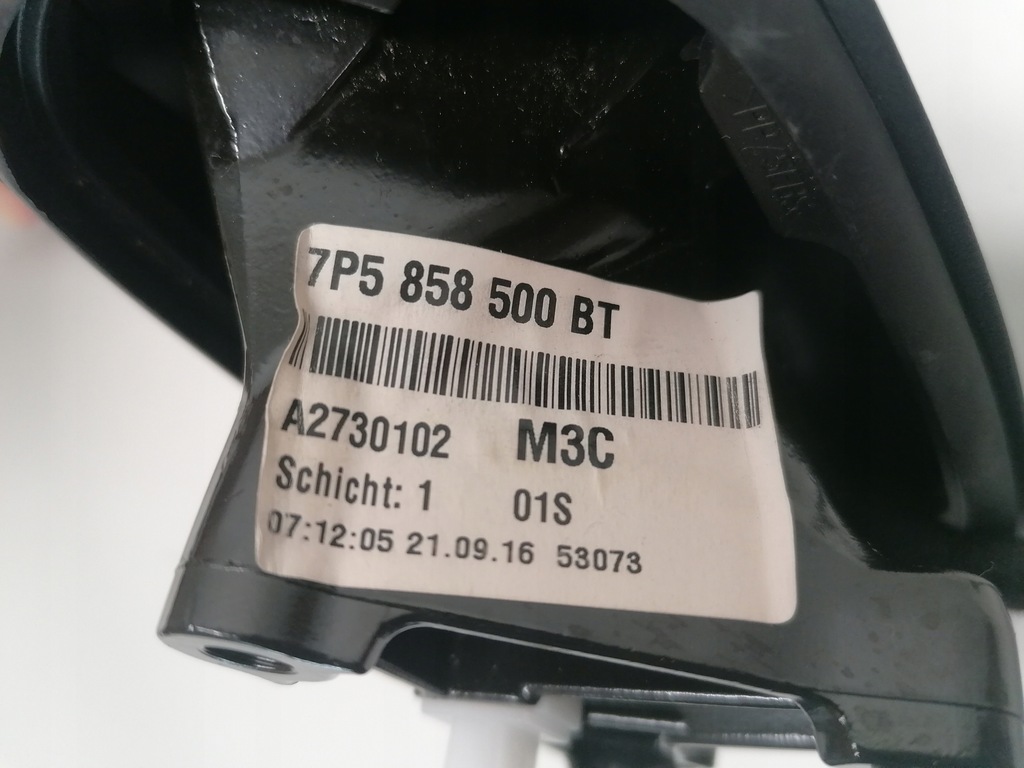 7P5 858 500 BT
A2730102 M3C
Schicht: 1 01S
07:12:05 21.09.16 53073